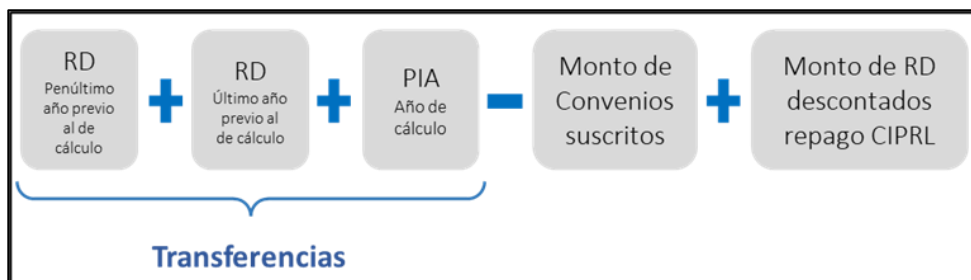 RD
Penúltimo
año previo
al de
cálculo
RD
Último año
previo al
de cálculo
PIA
Año de
cálculo
Monto de
Convenios
suscritos
Monto de RD
descontados
repago CIPRL
Transferencias